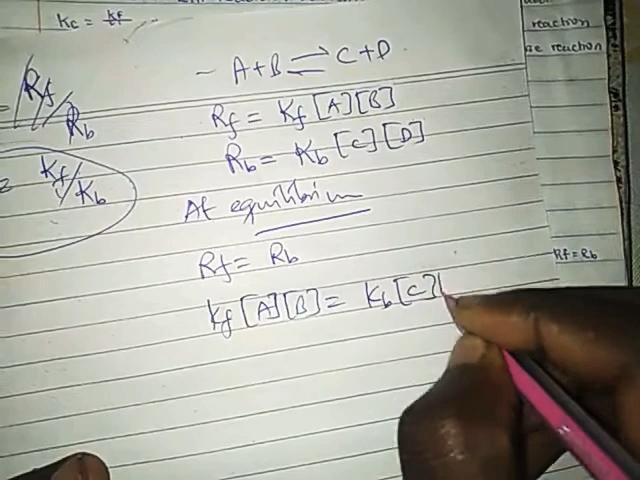 Kc = Kf
reaction
se reaction
A+B ⇌ C+D
= Rf/Rb
Rf = Kf [A][B]
Rb = Kb [C][D]
= Kf/Kb
At equilibrium
Rf = Rb
Rf = Rb
Kf [A][B] = Kb [C]